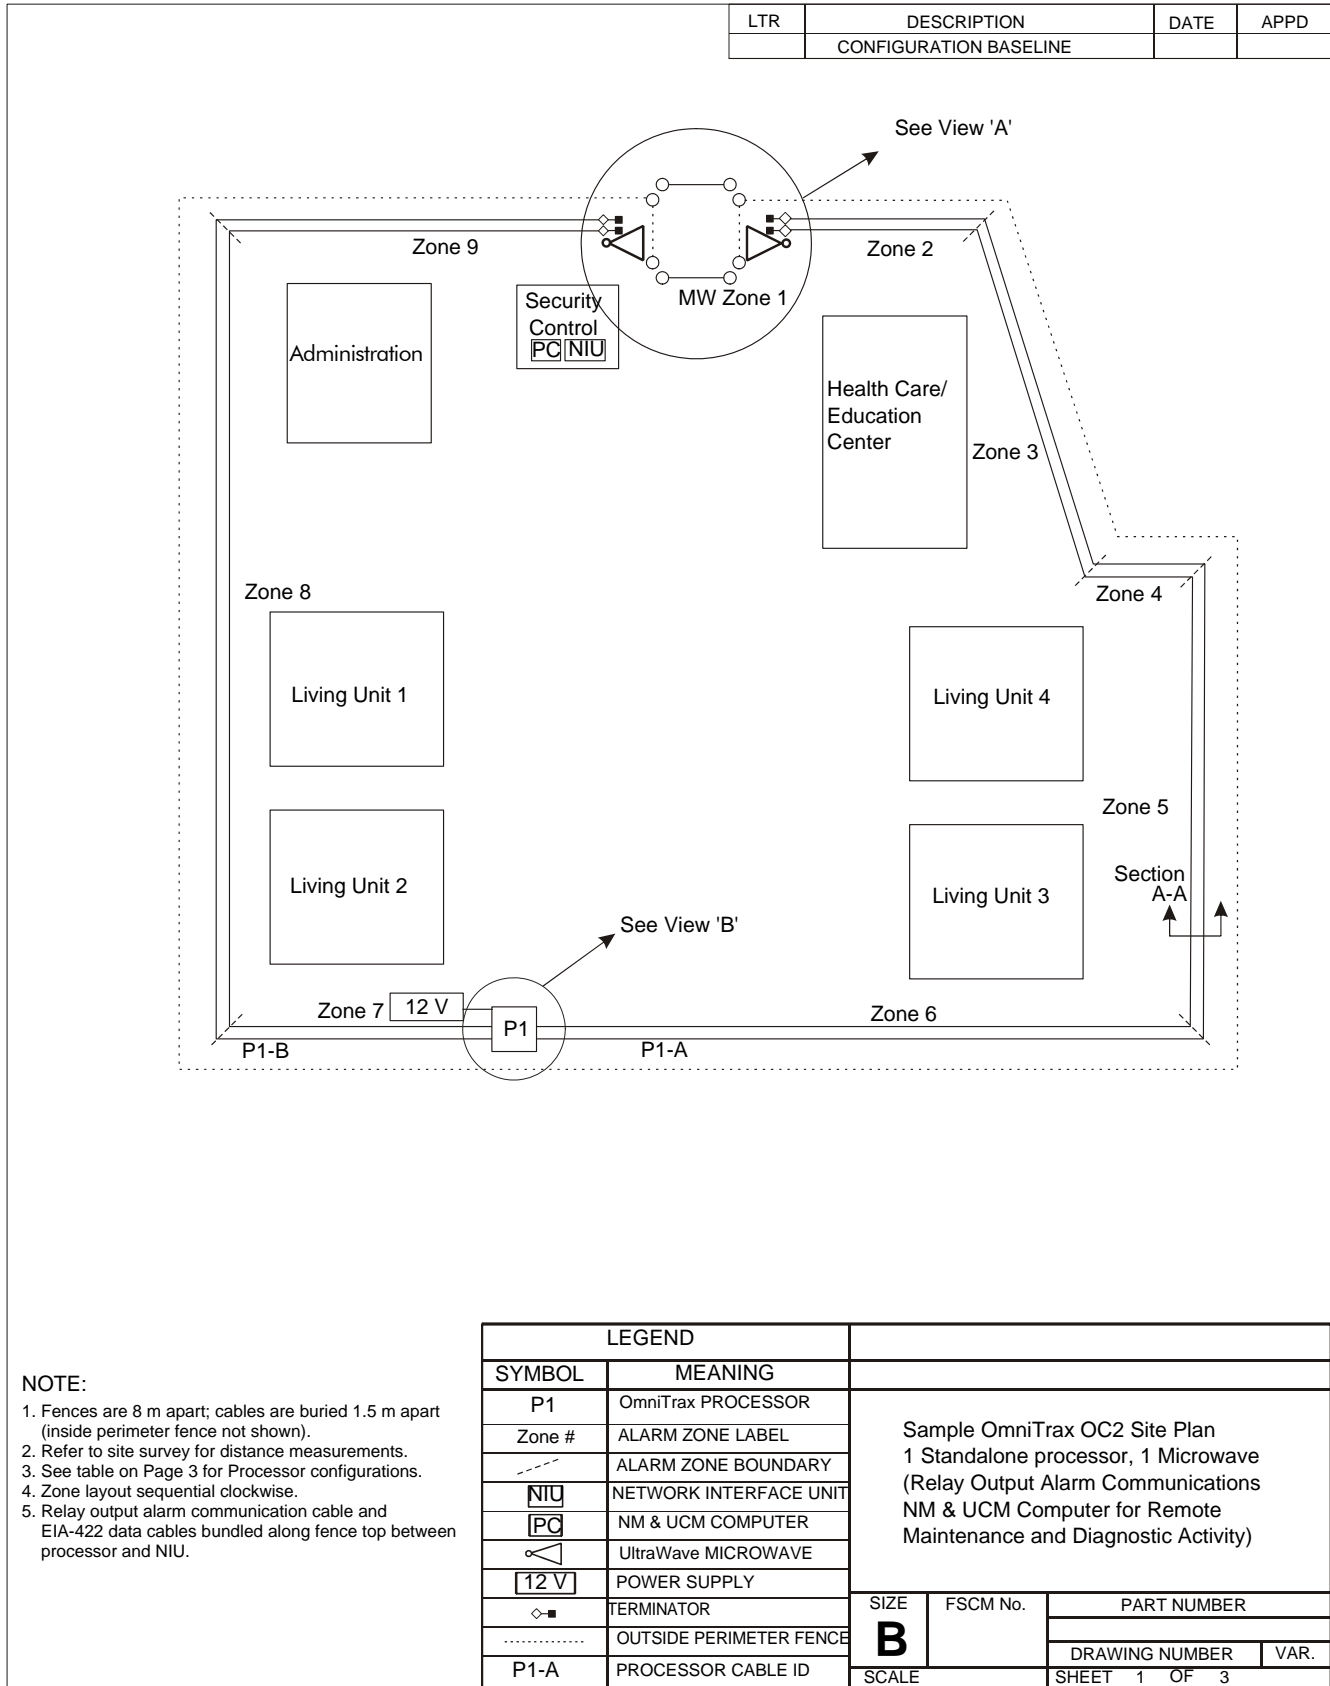 LTR DESCRIPTION DATE APPD
CONFIGURATION BASELINE
See View 'A'
Zone 9
Zone 2
MW Zone 1
Security
Control
PC NIU
Administration
Health Care/
Education
Center
Zone 3
Zone 8
Zone 4
Living Unit 1
Living Unit 4
Zone 5
Living Unit 2
Living Unit 3
Section
A-A
See View 'B'
Zone 7
12 V
P1
Zone 6
P1-B
P1-A
NOTE:
1. Fences are 8 m apart; cables are buried 1.5 m apart
(inside perimeter fence not shown).
2. Refer to site survey for distance measurements.
3. See table on Page 3 for Processor configurations.
4. Zone layout sequential clockwise.
5. Relay output alarm communication cable and
EIA-422 data cables bundled along fence top between
processor and NIU.
LEGEND
SYMBOL MEANING
P1 OmniTrax PROCESSOR
Zone # ALARM ZONE LABEL
ALARM ZONE BOUNDARY
NIU NETWORK INTERFACE UNIT
PC NM & UCM COMPUTER
UltraWave MICROWAVE
12 V POWER SUPPLY
TERMINATOR
OUTSIDE PERIMETER FENCE
P1-A PROCESSOR CABLE ID
Sample OmniTrax OC2 Site Plan
1 Standalone processor, 1 Microwave
(Relay Output Alarm Communications
NM & UCM Computer for Remote
Maintenance and Diagnostic Activity)
SIZE
B
FSCM No.
PART NUMBER
DRAWING NUMBER VAR.
SCALE
SHEET 1 OF 3